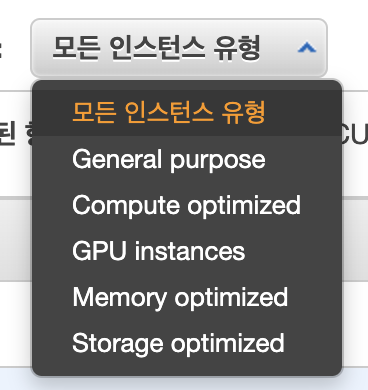 모든 인스턴스 유형
모든 인스턴스 유형
General purpose
Compute optimized
GPU instances
Memory optimized
Storage optimized